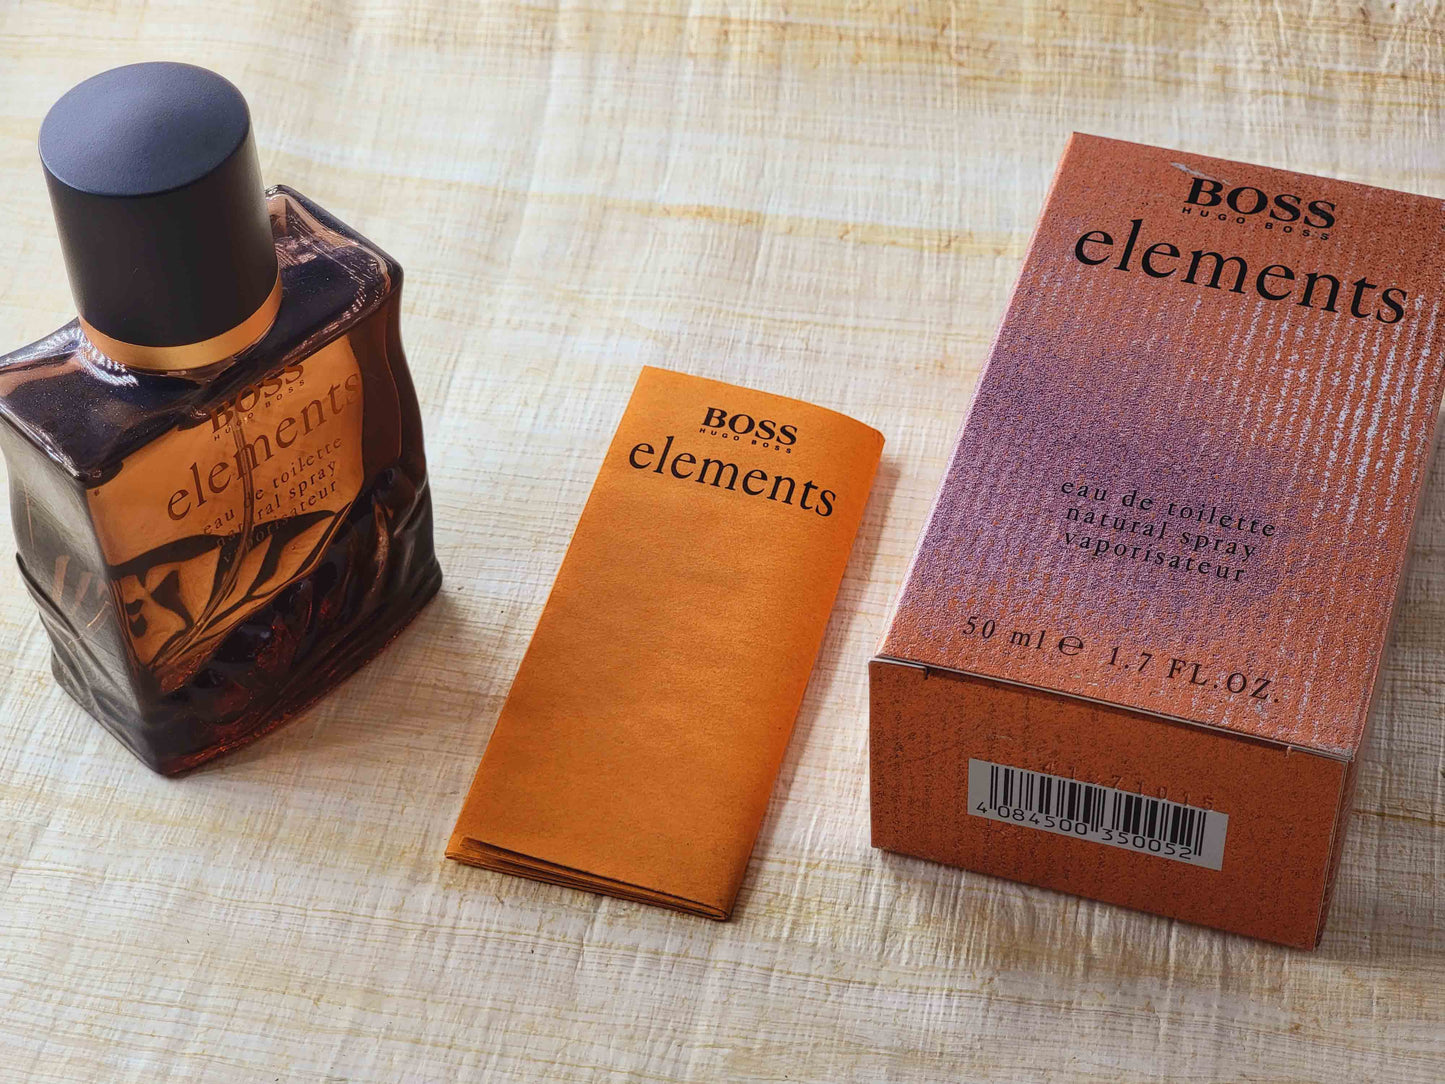 BOSS
HUGO BOSS
elements
eau de toilette
natural spray
vaporisateur
BOSS
HUGO BOSS
elements
BOSS
HUGO BOSS
elements
eau de toilette
natural spray
vaporisateur
50 ml ℮ 1.7 FL.OZ.
4 084500 350052